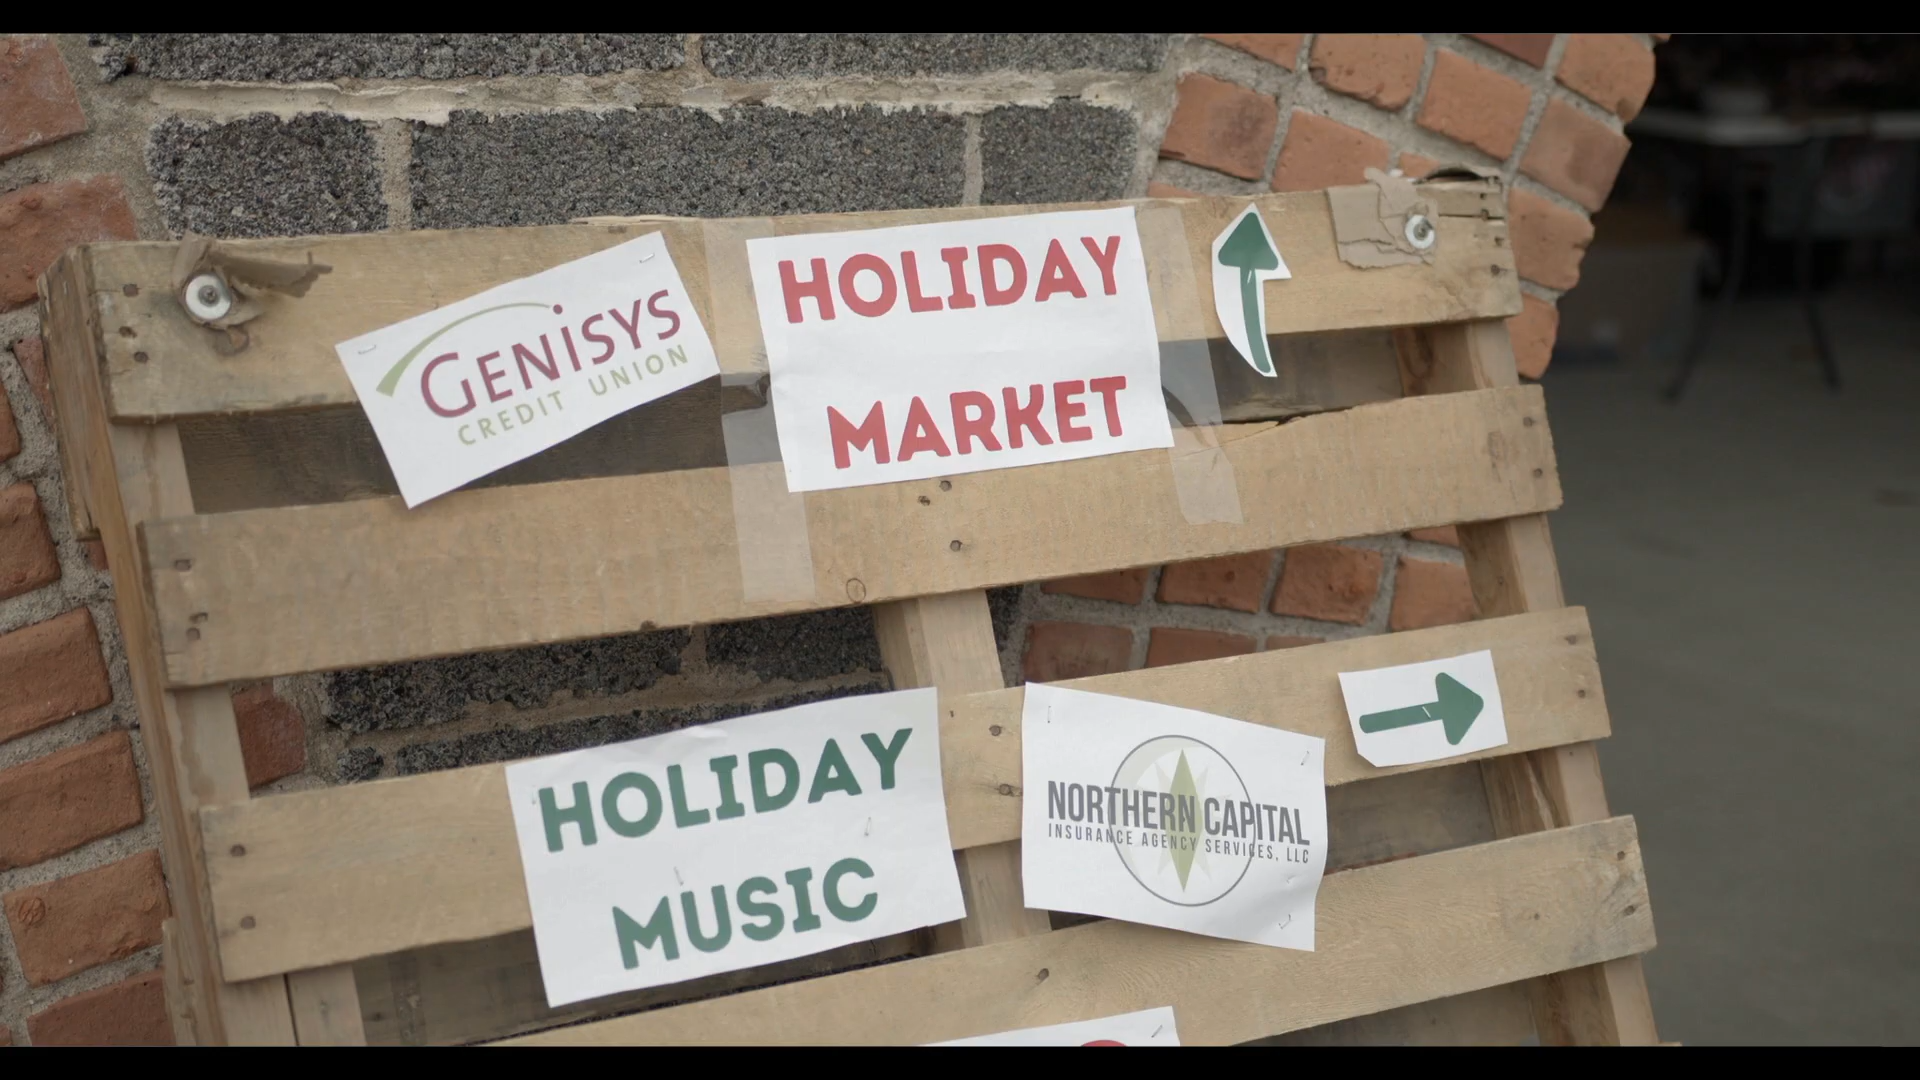 GENiSYS
CREDIT UNION
HOLIDAY
MARKET
HOLIDAY
MUSIC
NORTHERN CAPITAL
INSURANCE AGENCY SERVICES, LLC